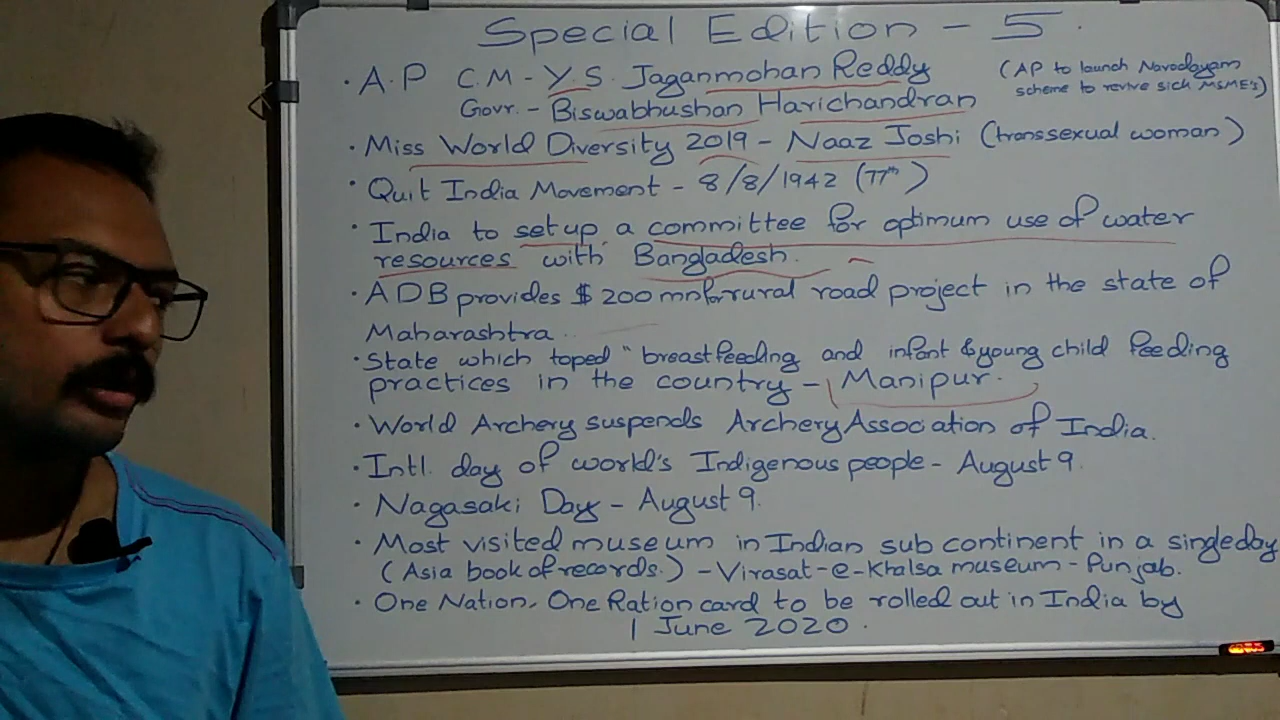 Special Edition - 5.
· A.P C.M - Y.S. Jaganmohan Reddy (AP to launch Navodayam
scheme to revive sick MSME's)
Govr. - Biswabhushan Harichandran
· Miss World Diversity 2019 - Naaz Joshi (transsexual woman)
· Quit India Movement - 8/8/1942 (77th)
· India to set up a committee for optimum use of water
resources with Bangladesh.
· ADB provides $ 200 mn for rural road project in the state of
Maharashtra.
· State which toped "breastfeeding and infant & young child feeding
practices in the country - Manipur.
· World Archery suspends Archery Association of India.
· Intl. day of world's Indigenous people - August 9.
· Nagasaki Day - August 9.
· Most visited museum in Indian sub continent in a single day
(Asia book of records.) - Virasat-e-Khalsa museum - Punjab.
· One Nation, One Ration card to be rolled out in India by
1 June 2020.